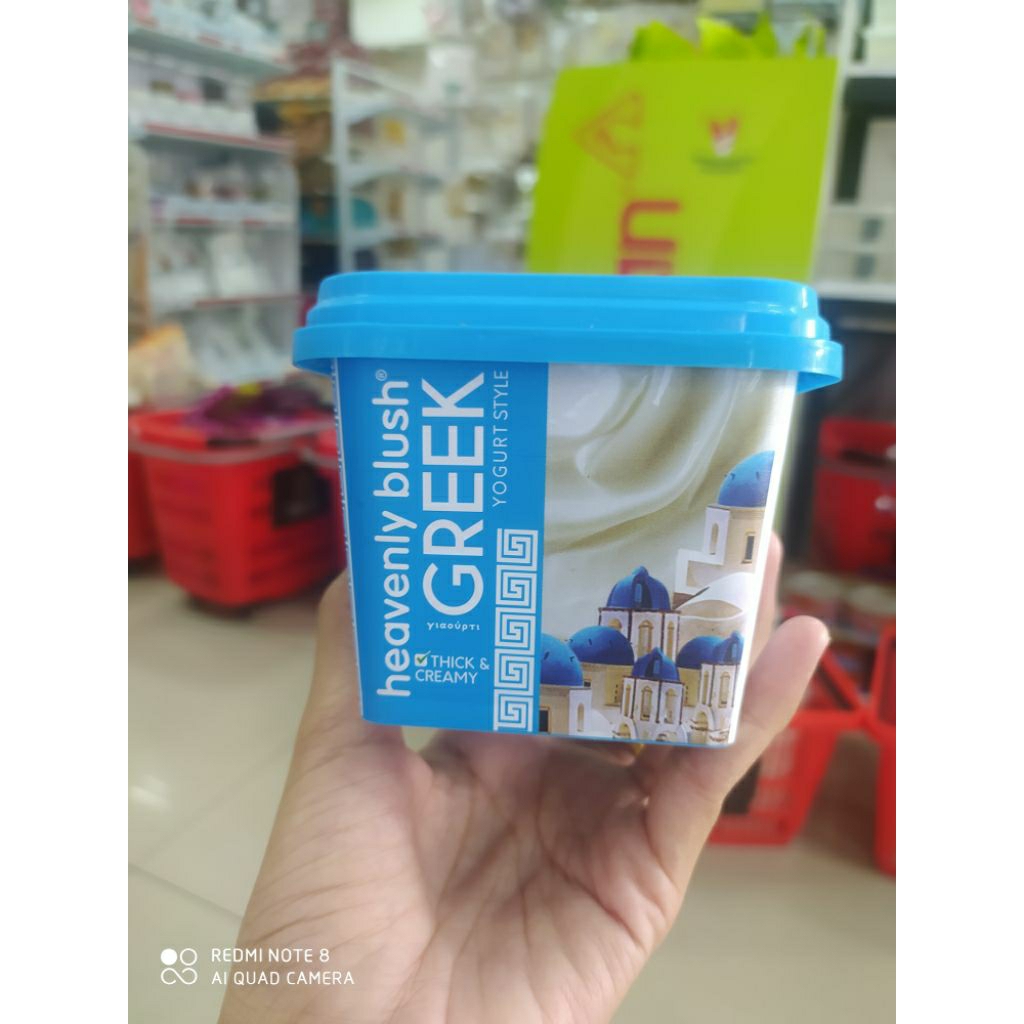 heavenly blush®
GREEK
YOGURT STYLE
γιαούρτι
THICK &
CREAMY
REDMI NOTE 8
AI QUAD CAMERA